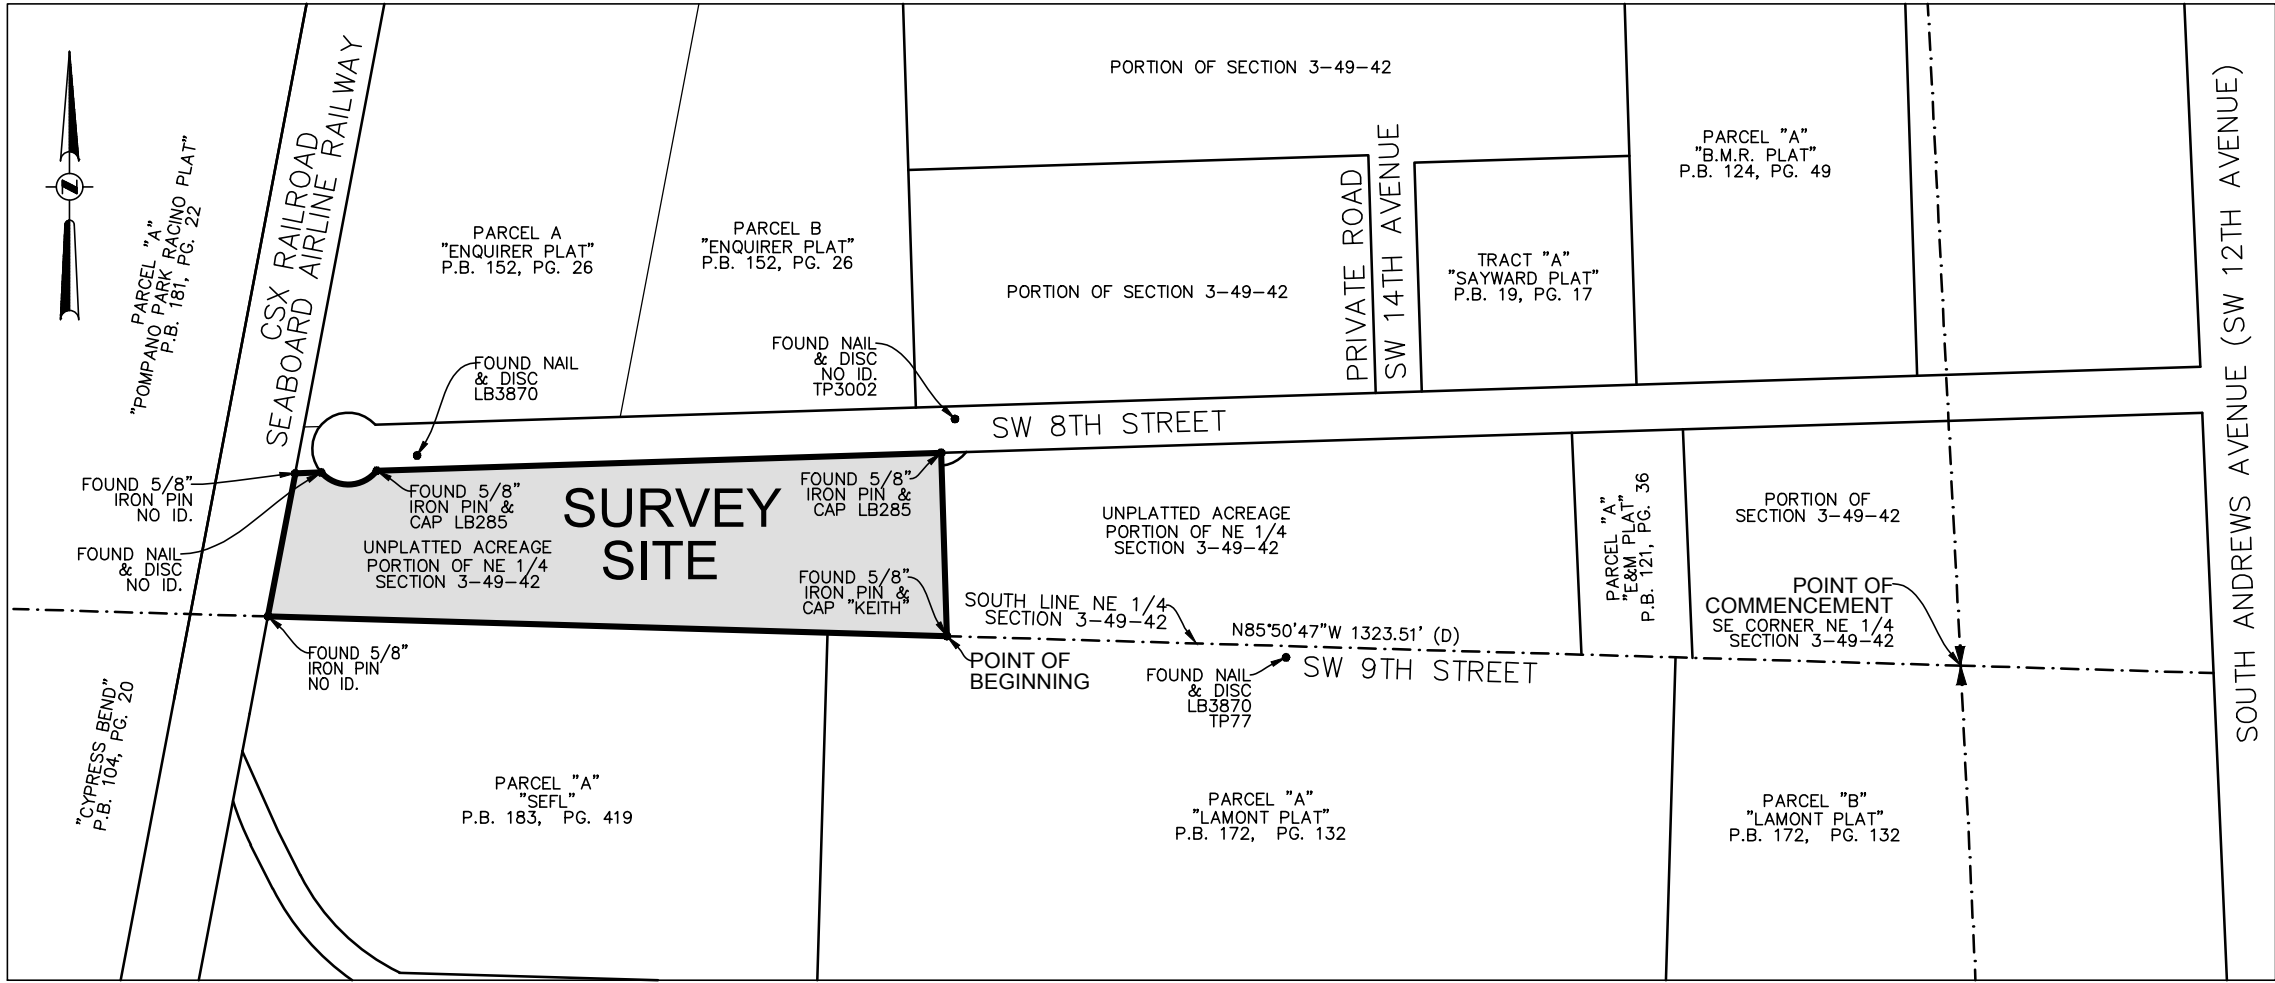 PORTION OF SECTION 3-49-42
PARCEL "A"
"B.M.R. PLAT"
P.B. 124, PG. 49
SOUTH ANDREWS AVENUE (SW 12TH AVENUE)
CSX RAILROAD
SEABOARD AIRLINE RAILWAY
PARCEL "A"
"POMPANO PARK RACINO PLAT"
P.B. 181, PG. 22
Z
PARCEL A
"ENQUIRER PLAT"
P.B. 152, PG. 26
PARCEL B
"ENQUIRER PLAT"
P.B. 152, PG. 26
PORTION OF SECTION 3-49-42
PRIVATE ROAD
SW 14TH AVENUE
TRACT "A"
"SAYWARD PLAT"
P.B. 19, PG. 17
FOUND NAIL
& DISC
LB3870
FOUND NAIL
& DISC
NO ID.
TP3002
SW 8TH STREET
FOUND 5/8"
IRON PIN
NO ID.
FOUND NAIL
& DISC
NO ID.
FOUND 5/8"
IRON PIN &
CAP LB285
SURVEY
SITE
UNPLATTED ACREAGE
PORTION OF NE 1/4
SECTION 3-49-42
FOUND 5/8"
IRON PIN &
CAP LB285
FOUND 5/8"
IRON PIN &
CAP "KEITH"
UNPLATTED ACREAGE
PORTION OF NE 1/4
SECTION 3-49-42
PARCEL "A"
"E&M PLAT"
P.B. 121, PG. 36
PORTION OF
SECTION 3-49-42
POINT OF
COMMENCEMENT
SE CORNER NE 1/4
SECTION 3-49-42
SOUTH LINE NE 1/4
SECTION 3-49-42
N85°50'47"W 1323.51' (D)
SW 9TH STREET
FOUND 5/8"
IRON PIN
NO ID.
POINT OF
BEGINNING
FOUND NAIL
& DISC
LB3870
TP77
"CYPRESS BEND"
P.B. 104, PG. 20
PARCEL "A"
"SEFL"
P.B. 183, PG. 419
PARCEL "A"
"LAMONT PLAT"
P.B. 172, PG. 132
PARCEL "B"
"LAMONT PLAT"
P.B. 172, PG. 132